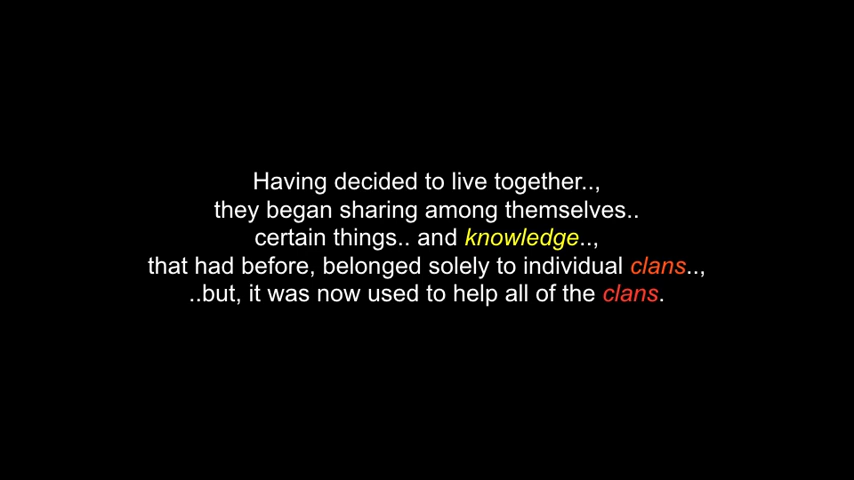 Having decided to live together..,
they began sharing among themselves..
certain things.. and knowledge..,
that had before, belonged solely to individual clans..,
..but, it was now used to help all of the clans.